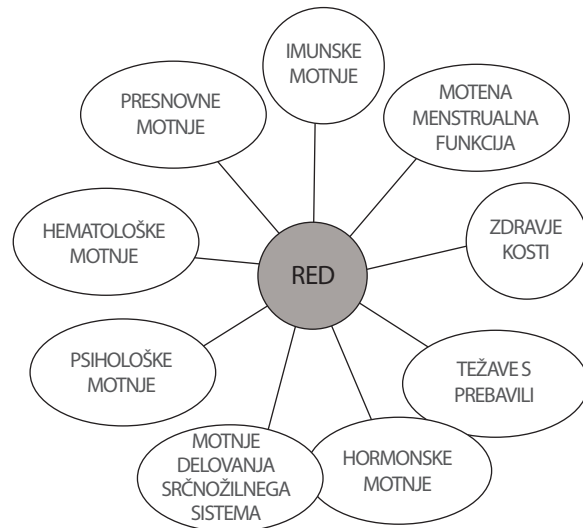 IMUNSKE
MOTNJE
MOTENA
MENSTRUALNA
FUNKCIJA
ZDRAVJE
KOSTI
TEŽAVE S
PREBAVILI
HORMONSKE
MOTNJE
MOTNJE
DELOVANJA
SRČNOŽILNEGA
SISTEMA
PSIHOLOŠKE
MOTNJE
HEMATOLOŠKE
MOTNJE
PRESNOVNE
MOTNJE
RED